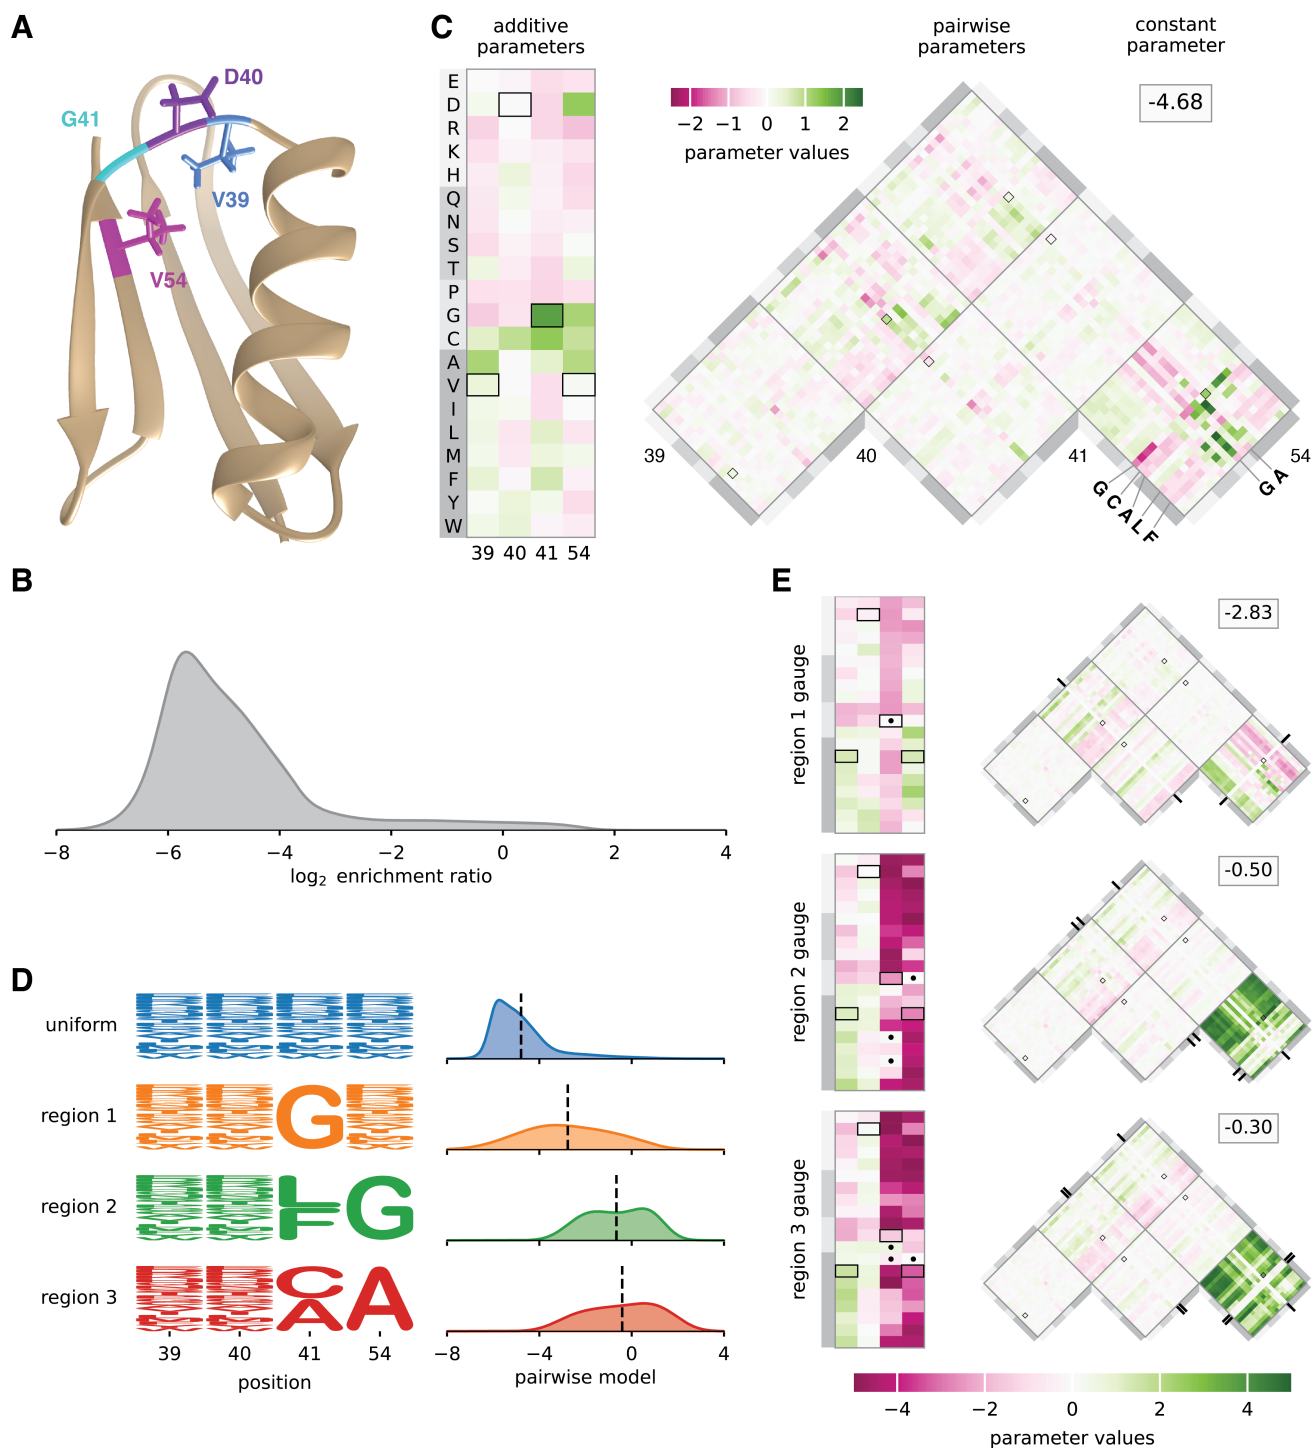 A
D40
G41
V39
V54
C
additive
parameters
E
D
R
K
H
Q
N
S
T
P
G
C
A
V
I
L
M
F
Y
W
39 40 41 54
pairwise
parameters
constant
parameter
-4.68
−2 −1 0 1 2
parameter values
39
40
41
54
G C A L F
G A
B
−8 −6 −4 −2 0 2 4
log2 enrichment ratio
D
uniform
region 1
G
region 2
L F G
region 3
C A A
39 40 41 54
position
−8 −4 0 4
pairwise model
E
region 1 gauge
-2.83
region 2 gauge
-0.50
region 3 gauge
-0.30
−4 −2 0 2 4
parameter values